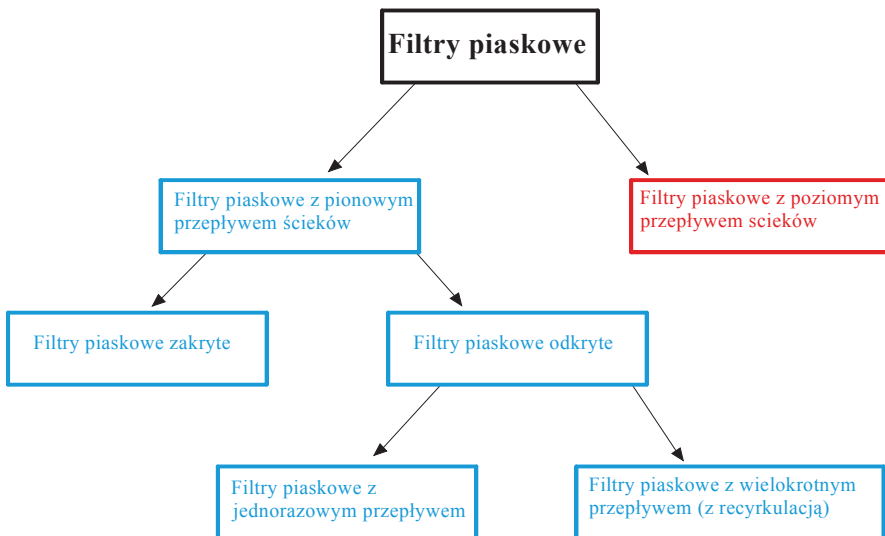 Filtry piaskowe
Filtry piaskowe z pionowym
przepływem ścieków
Filtry piaskowe z poziomym
przepływem scieków
Filtry piaskowe zakryte
Filtry piaskowe odkryte
Filtry piaskowe z
jednorazowym przepływem
Filtry piaskowe z wielokrotnym
przepływem (z recyrkulacją)